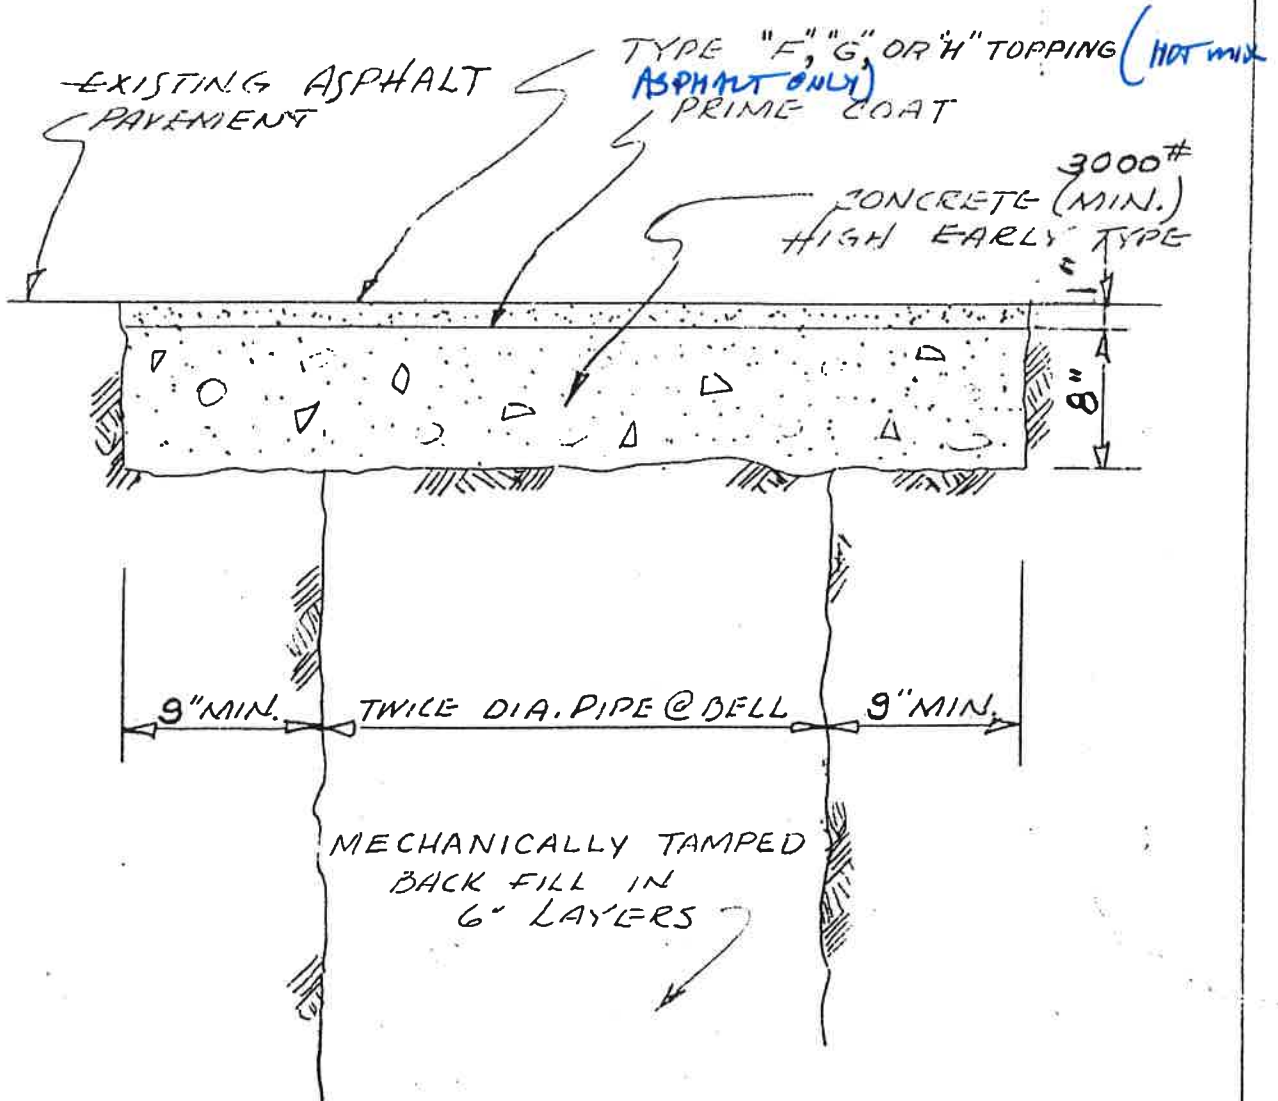 EXISTING ASPHALT
PAVEMENT
TYPE "F", "G", OR "H" TOPPING (HOT MIX
ASPHALT ONLY)
PRIME COAT
3000#
CONCRETE (MIN.)
HIGH EARLY TYPE
1"
8"
9" MIN.
TWICE DIA. PIPE @ BELL
9" MIN.
MECHANICALLY TAMPED
BACK FILL IN
6" LAYERS